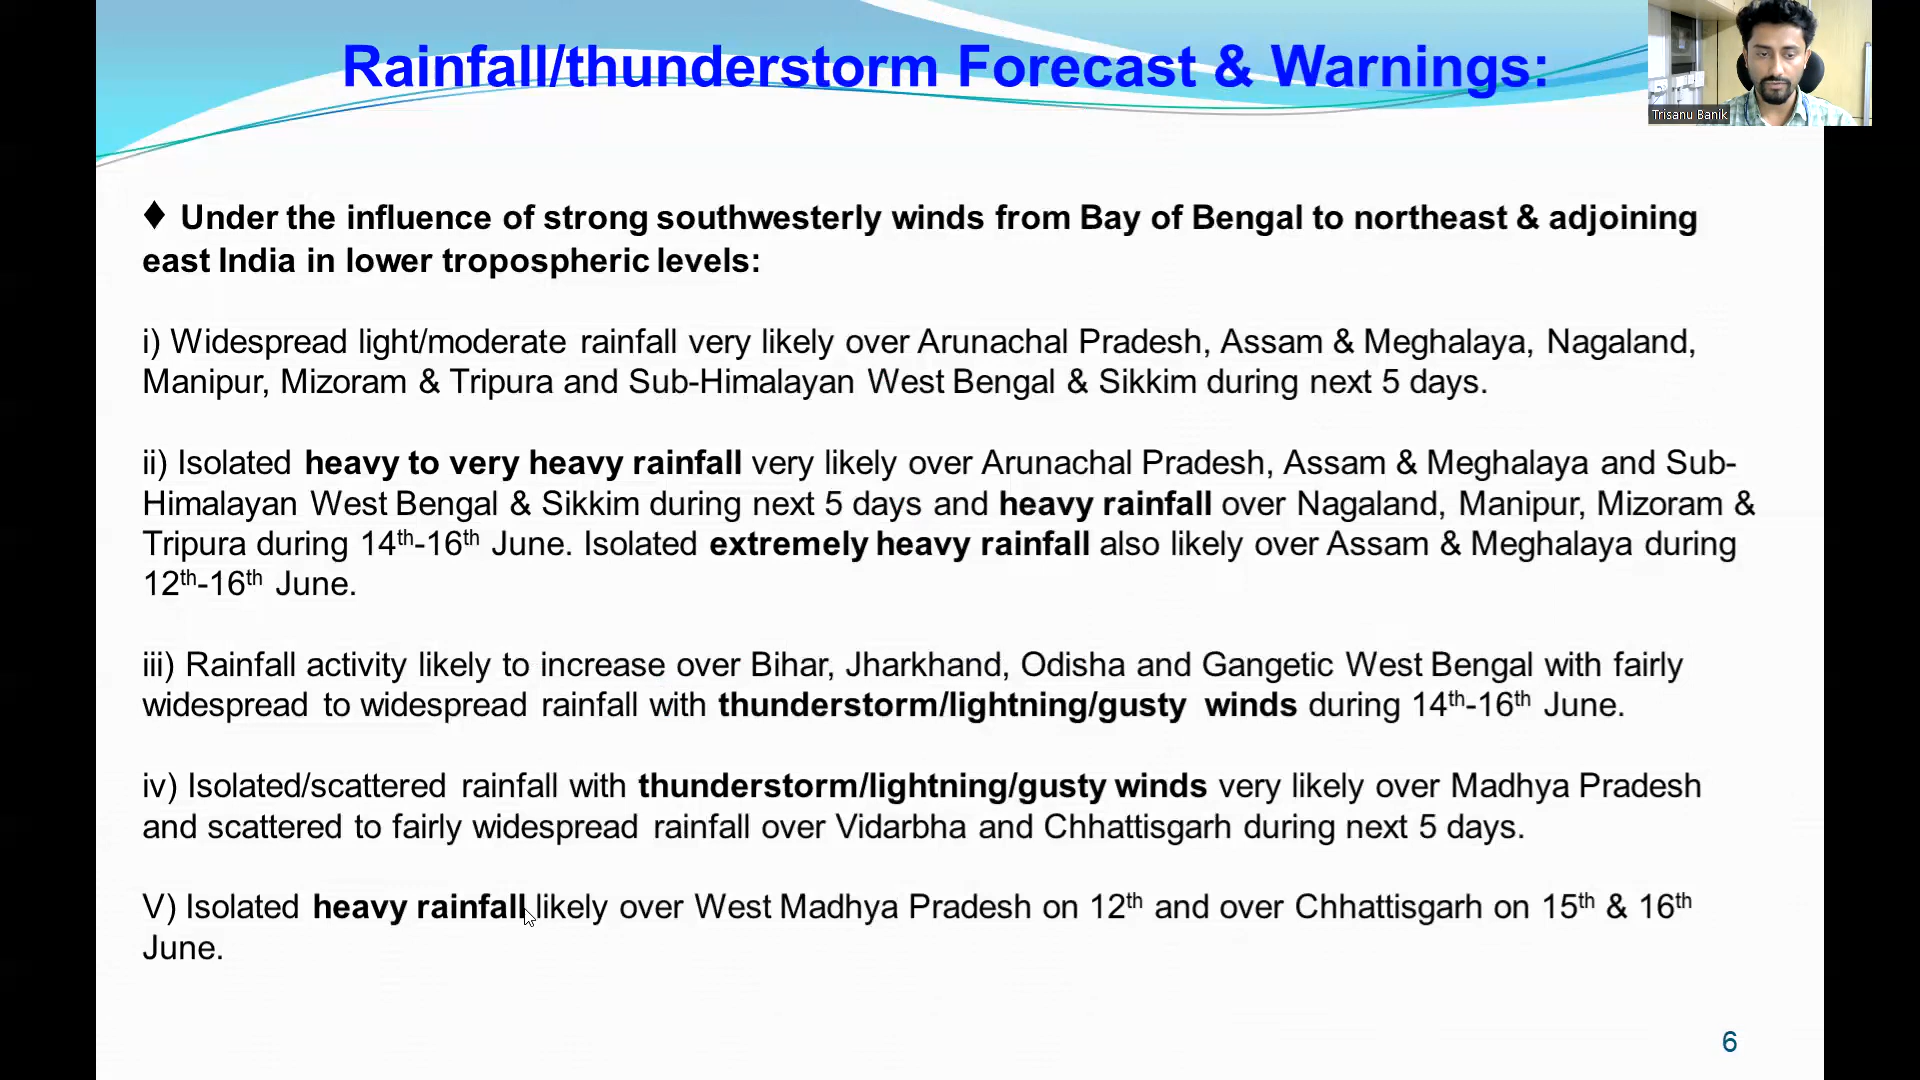 Rainfall/thunderstorm Forecast & Warnings:
Trisanu Banik
♦ Under the influence of strong southwesterly winds from Bay of Bengal to northeast & adjoining
east India in lower tropospheric levels:
i) Widespread light/moderate rainfall very likely over Arunachal Pradesh, Assam & Meghalaya, Nagaland,
Manipur, Mizoram & Tripura and Sub-Himalayan West Bengal & Sikkim during next 5 days.
ii) Isolated heavy to very heavy rainfall very likely over Arunachal Pradesh, Assam & Meghalaya and Sub-
Himalayan West Bengal & Sikkim during next 5 days and heavy rainfall over Nagaland, Manipur, Mizoram &
Tripura during 14th-16th June. Isolated extremely heavy rainfall also likely over Assam & Meghalaya during
12th-16th June.
iii) Rainfall activity likely to increase over Bihar, Jharkhand, Odisha and Gangetic West Bengal with fairly
widespread to widespread rainfall with thunderstorm/lightning/gusty winds during 14th-16th June.
iv) Isolated/scattered rainfall with thunderstorm/lightning/gusty winds very likely over Madhya Pradesh
and scattered to fairly widespread rainfall over Vidarbha and Chhattisgarh during next 5 days.
V) Isolated heavy rainfall likely over West Madhya Pradesh on 12th and over Chhattisgarh on 15th & 16th
June.
6